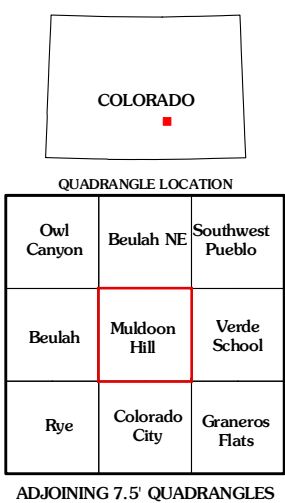 COLORADO
QUADRANGLE LOCATION
Owl
Canyon
Beulah NE
Southwest
Pueblo
Beulah
Muldoon
Hill
Verde
School
Rye
Colorado
City
Graneros
Flats
ADJOINING 7.5' QUADRANGLES